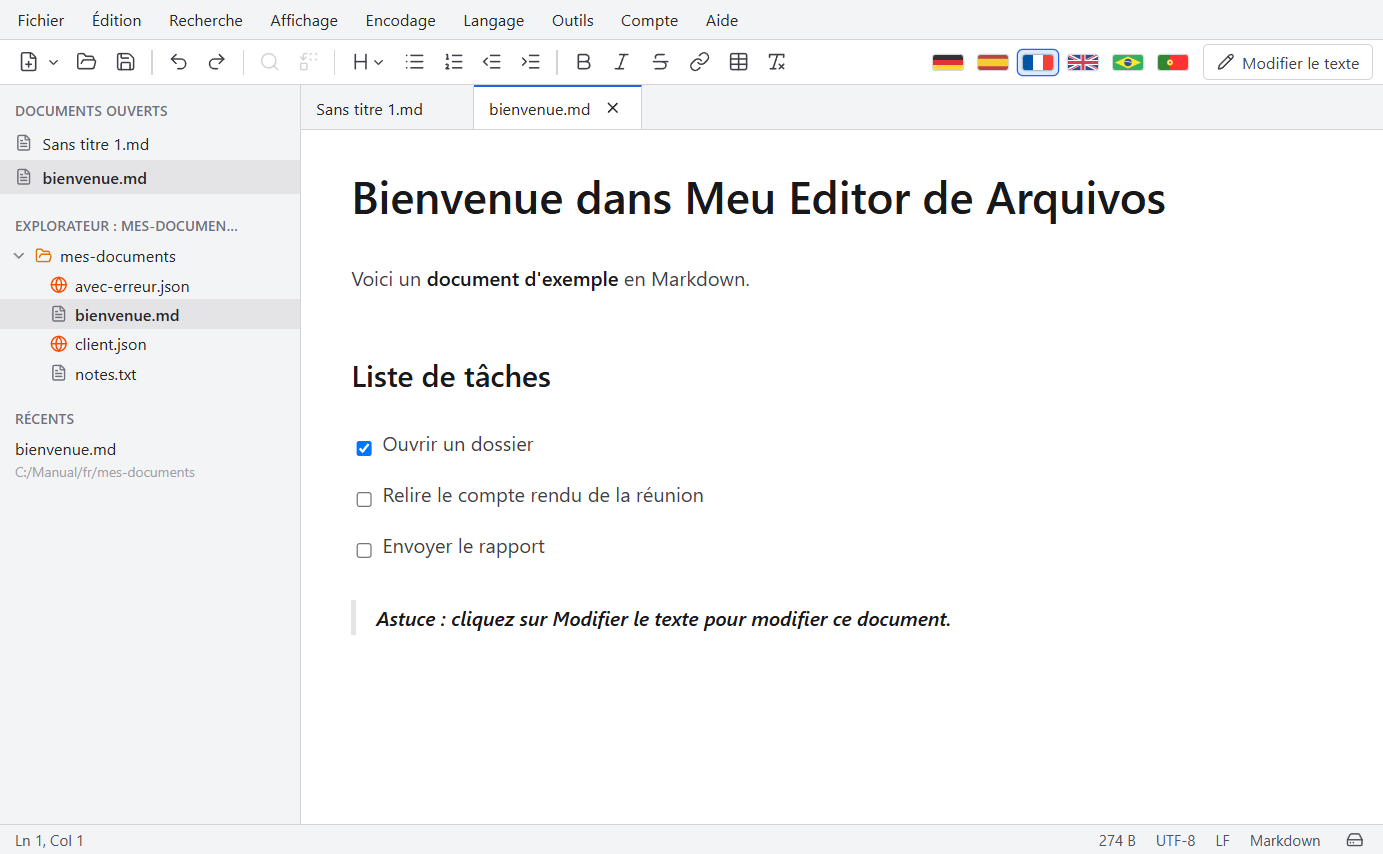 Fichier Édition Recherche Affichage Encodage Langage Outils Compte Aide
H B I S Modifier le texte
DOCUMENTS OUVERTS
Sans titre 1.md
bienvenue.md
EXPLORATEUR : MES-DOCUMEN...
mes-documents
avec-erreur.json
bienvenue.md
client.json
notes.txt
RÉCENTS
bienvenue.md
C:/Manual/fr/mes-documents
Sans titre 1.md bienvenue.md
Bienvenue dans Meu Editor de Arquivos
Voici un document d'exemple en Markdown.
Liste de tâches
Ouvrir un dossier
Relire le compte rendu de la réunion
Envoyer le rapport
Astuce : cliquez sur Modifier le texte pour modifier ce document.
Ln 1, Col 1 274 B UTF-8 LF Markdown